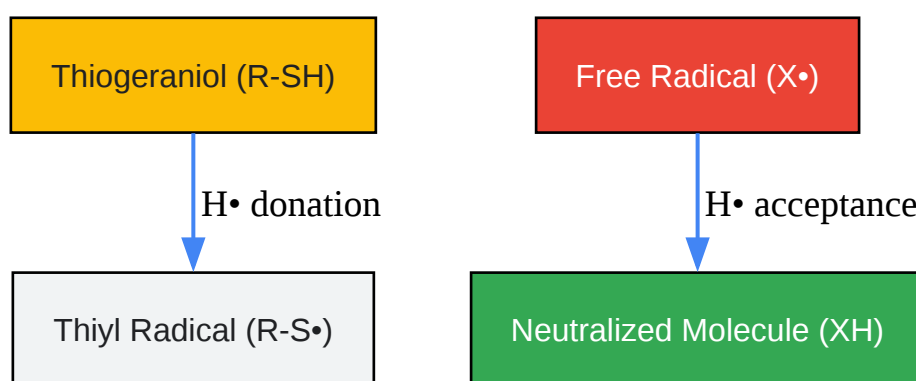 Thiogeraniol (R-SH)
Free Radical (X•)
H• donation
H• acceptance
Thiyl Radical (R-S•)
Neutralized Molecule (XH)